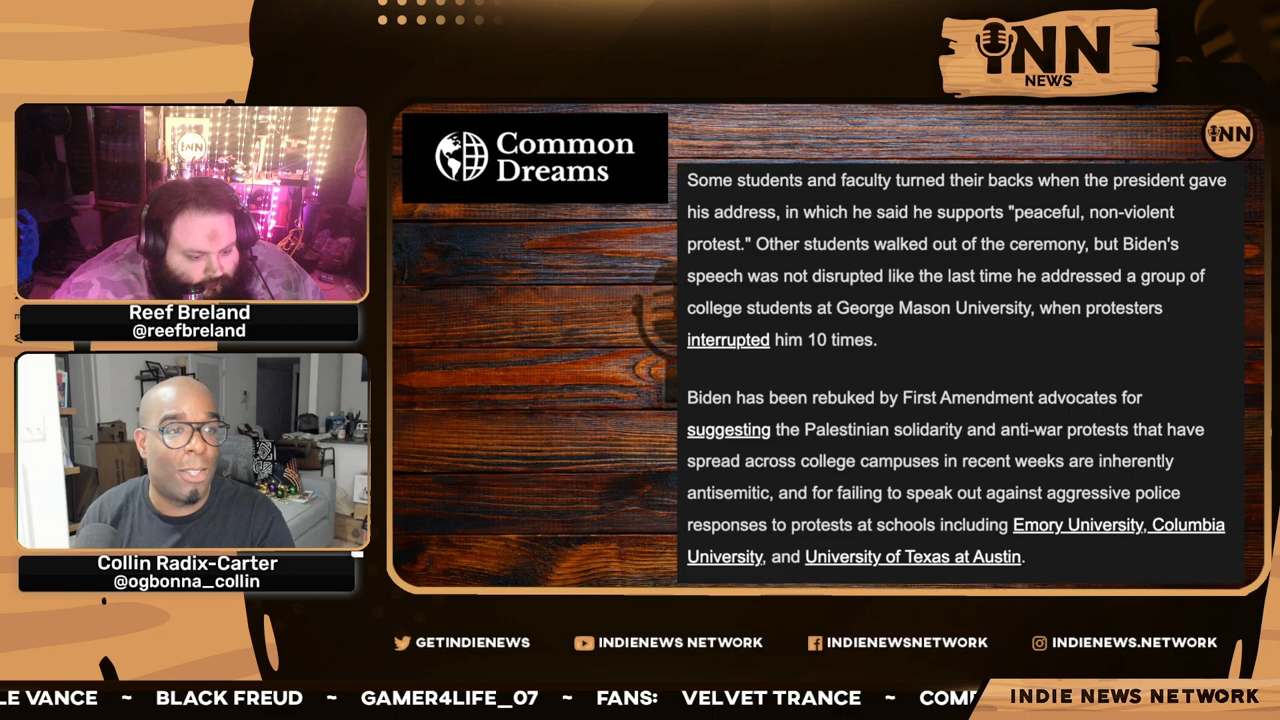 iNN
NEWS
iNN
Common
Dreams
Some students and faculty turned their backs when the president gave
his address, in which he said he supports "peaceful, non-violent
protest." Other students walked out of the ceremony, but Biden's
speech was not disrupted like the last time he addressed a group of
college students at George Mason University, when protesters
interrupted him 10 times.
Biden has been rebuked by First Amendment advocates for
suggesting the Palestinian solidarity and anti-war protests that have
spread across college campuses in recent weeks are inherently
antisemitic, and for failing to speak out against aggressive police
responses to protests at schools including Emory University, Columbia
University, and University of Texas at Austin.
iNN
Reef Breland
@reefbreland
Collin Radix-Carter
@ogbonna_collin
GETINDIENEWS
INDIENEWS NETWORK
INDIENEWSNETWORK
INDIENEWS.NETWORK
LE VANCE ~ BLACK FREUD ~ GAMER4LIFE_07 ~ FANS: VELVET TRANCE ~ COMP
INDIE NEWS NETWORK